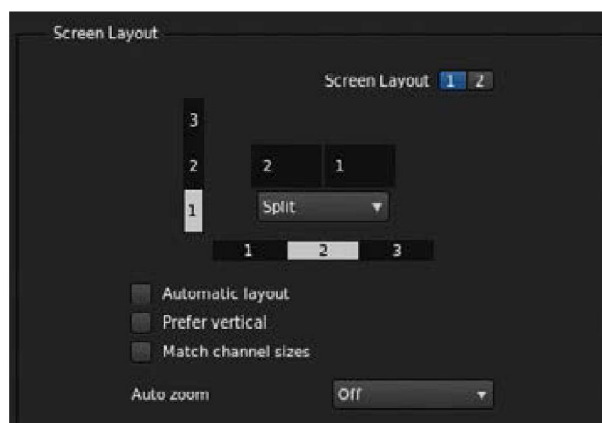 Screen Layout
Screen Layout 1 2
3
2 2 1
1 Split
1 2 3
Automatic layout
Prefer vertical
Match channel sizes
Auto zoom Off